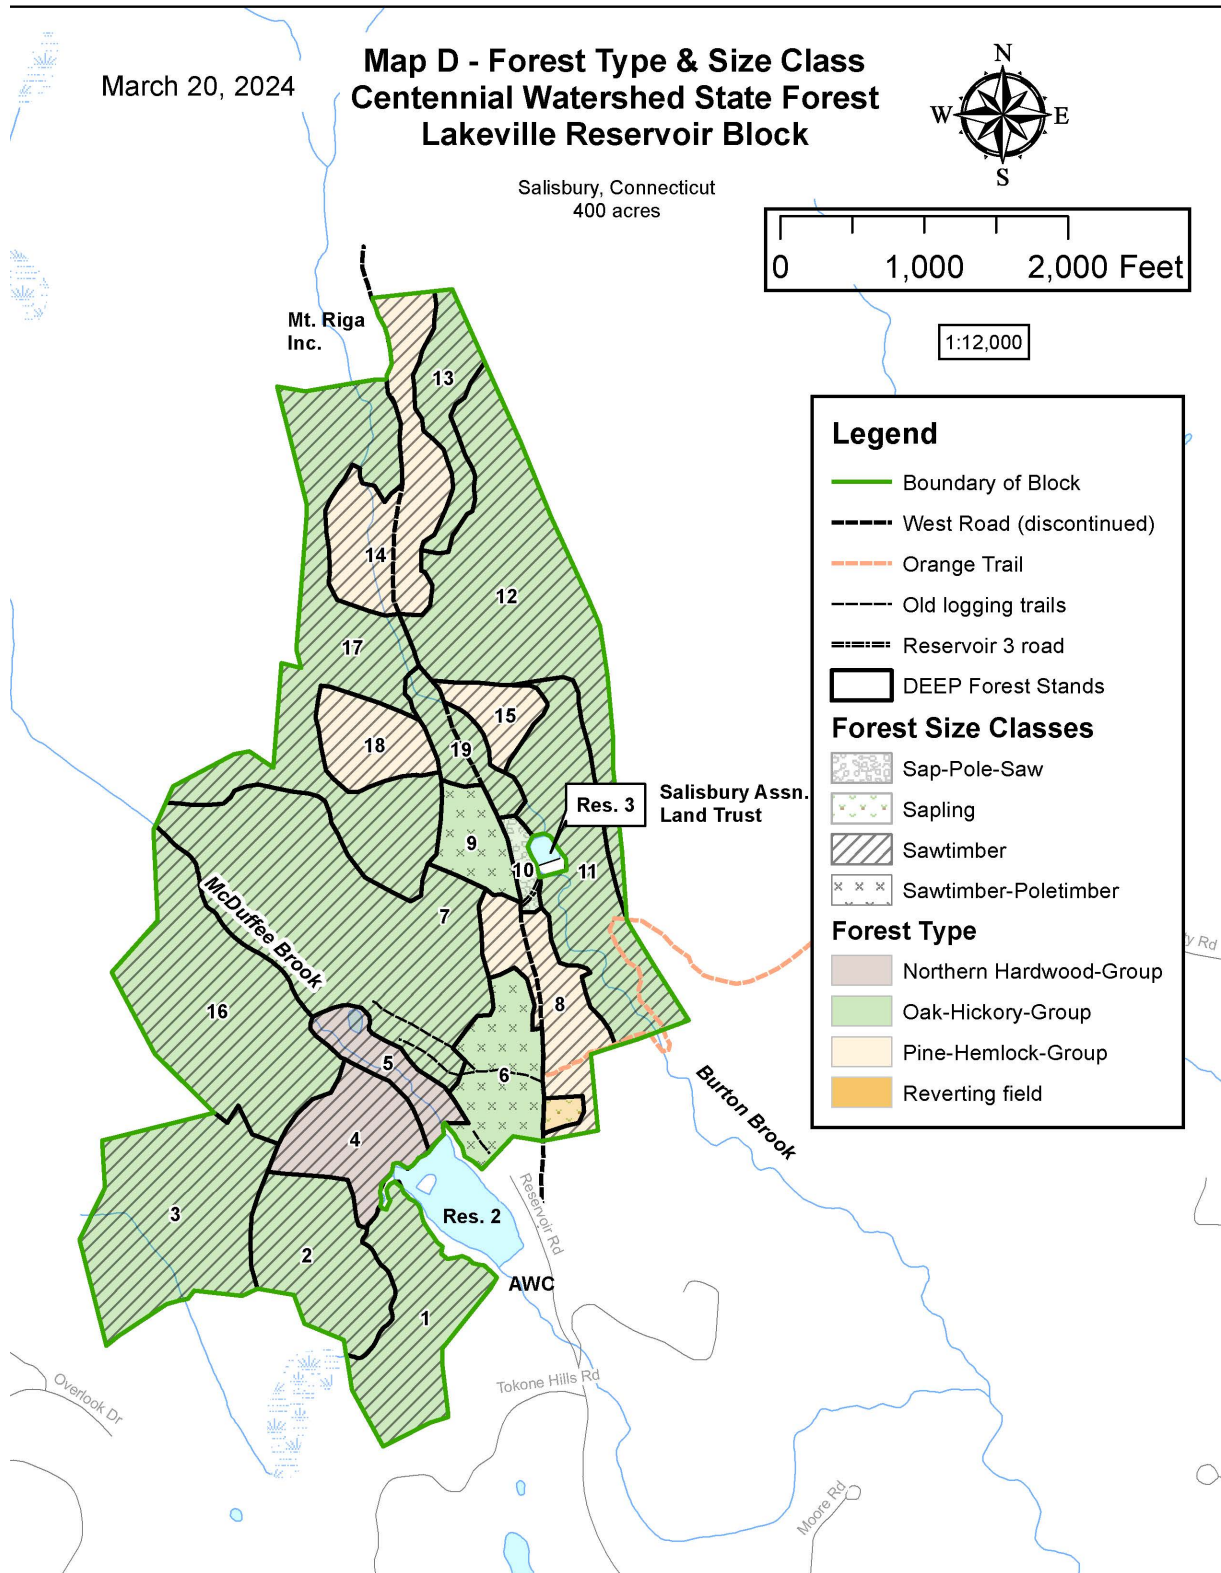 March 20, 2024
Map D - Forest Type & Size Class
Centennial Watershed State Forest
Lakeville Reservoir Block
Salisbury, Connecticut
400 acres
N
W
E
S
0
1,000
2,000 Feet
1:12,000
Mt. Riga
Inc.
Legend
Boundary of Block
West Road (discontinued)
Orange Trail
Old logging trails
Reservoir 3 road
DEEP Forest Stands
Forest Size Classes
Sap-Pole-Saw
Sapling
Sawtimber
Sawtimber-Poletimber
Forest Type
Northern Hardwood-Group
Oak-Hickory-Group
Pine-Hemlock-Group
Reverting field
13
14
12
17
15
18
19
Res. 3
Salisbury Assn.
Land Trust
9
10
11
7
McDuffee Brook
16
8
5
6
4
Burton Brook
3
2
Res. 2
Reservoir Rd
AWC
1
Tokone Hills Rd
Overlook Dr
Moore Rd
ty Rd